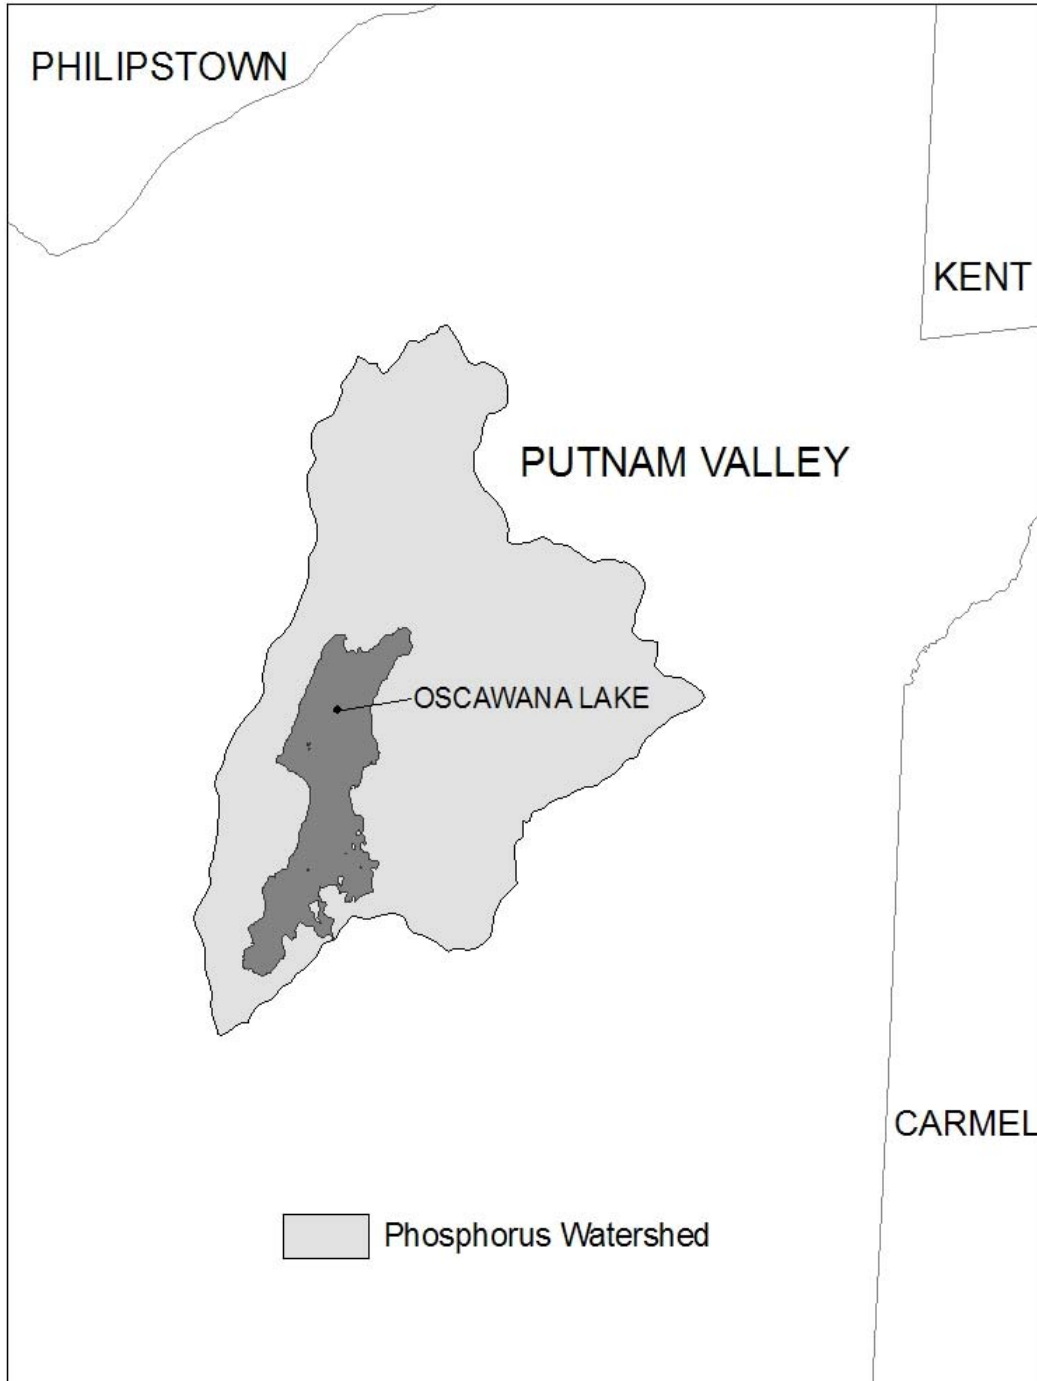 PHILIPSTOWN
KENT
PUTNAM VALLEY
OSCAWANA LAKE
CARMEL
Phosphorus Watershed